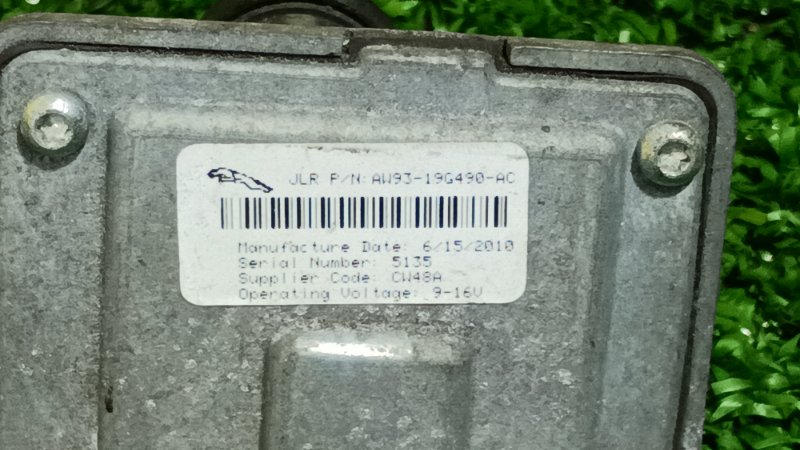 JLR P/N: AW93-19G490-AC
Manufacture Date: 6/15/2010
Serial Number: 5135
Supplier Code: CW48A
Operating Voltage: 9-16V